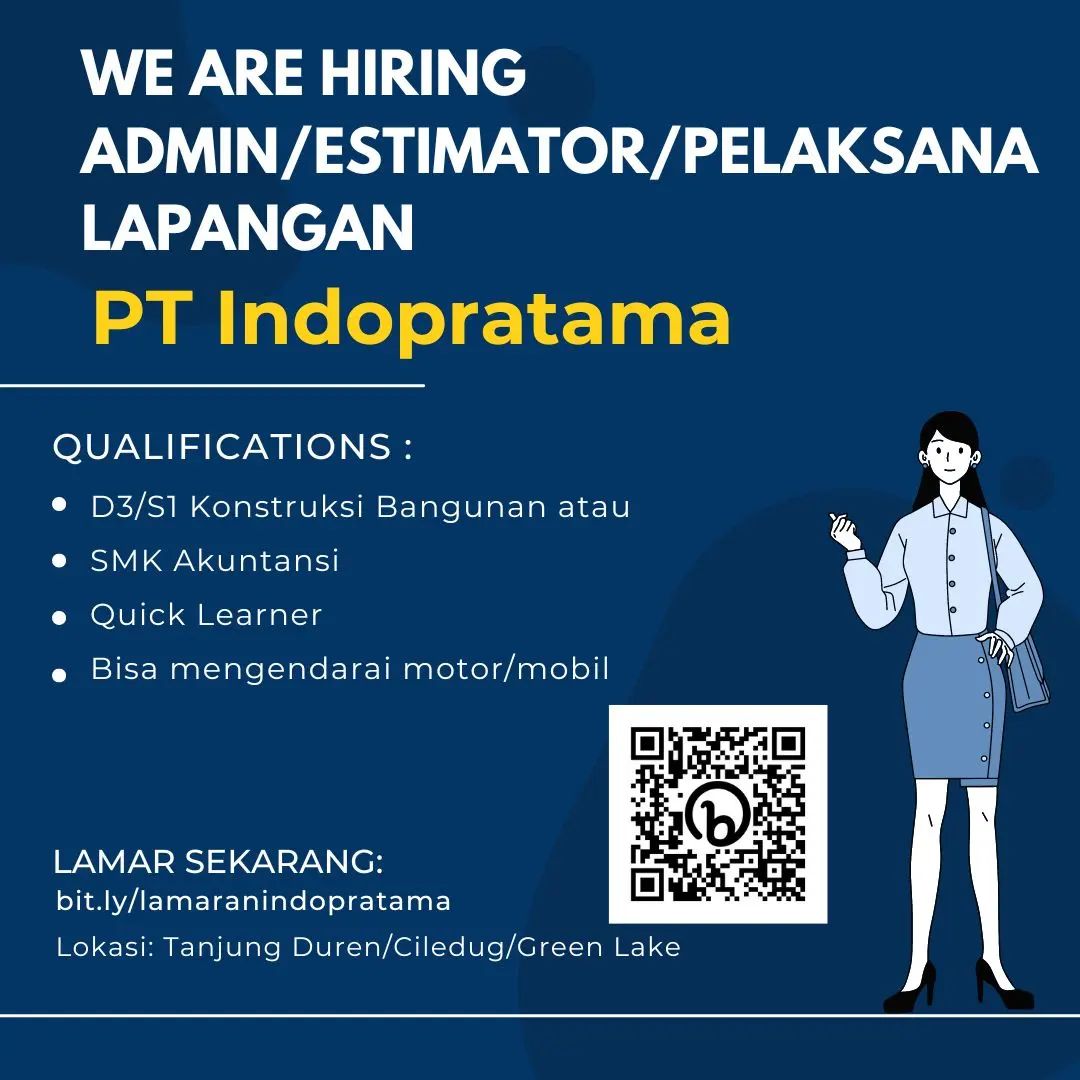 WE ARE HIRING
ADMIN/ESTIMATOR/PELAKSANA
LAPANGAN
PT Indopratama
QUALIFICATIONS :
D3/S1 Konstruksi Bangunan atau
SMK Akuntansi
Quick Learner
Bisa mengendarai motor/mobil
LAMAR SEKARANG:
bit.ly/lamaranindopratama
Lokasi: Tanjung Duren/Ciledug/Green Lake